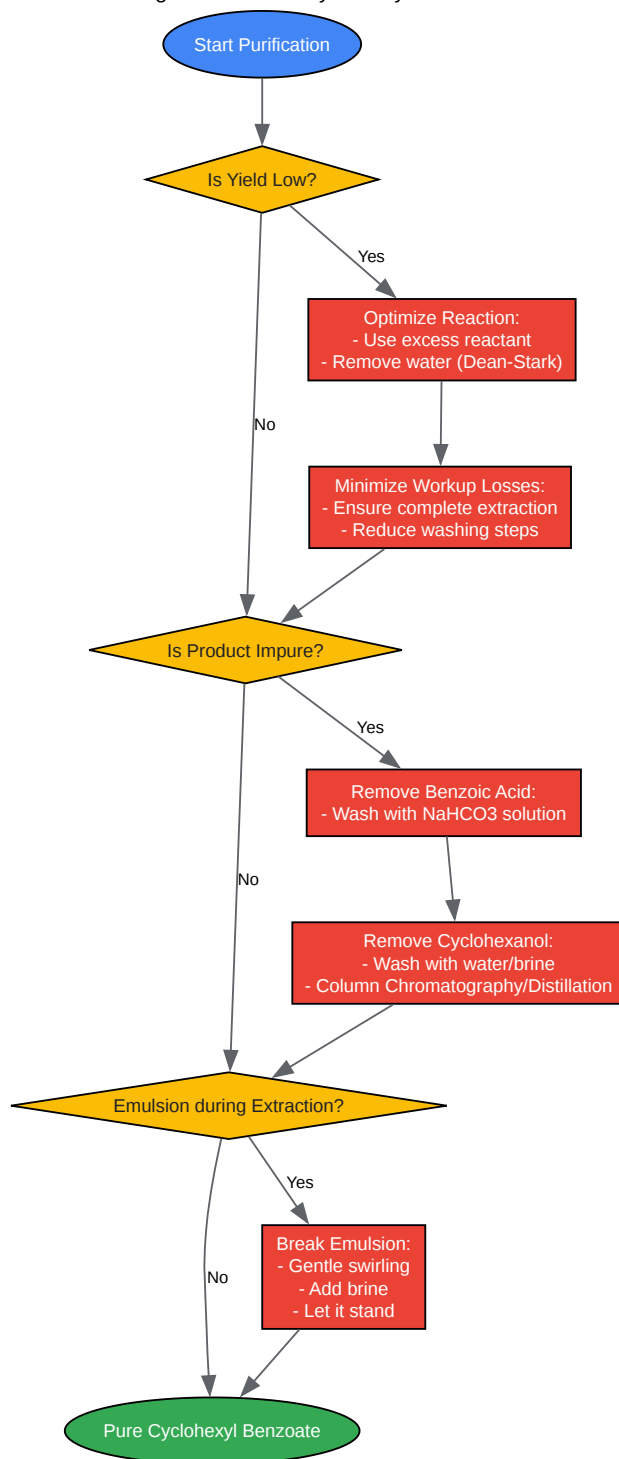 Start Purification
Is Yield Low?
Yes
Optimize Reaction:
- Use excess reactant
- Remove water (Dean-Stark)
No
Minimize Workup Losses:
- Ensure complete extraction
- Reduce washing steps
Is Product Impure?
Yes
Remove Benzoic Acid:
- Wash with NaHCO3 solution
No
Remove Cyclohexanol:
- Wash with water/brine
- Column Chromatography/Distillation
Emulsion during Extraction?
Yes
Break Emulsion:
- Gentle swirling
- Add brine
- Let it stand
No
Pure Cyclohexyl Benzoate